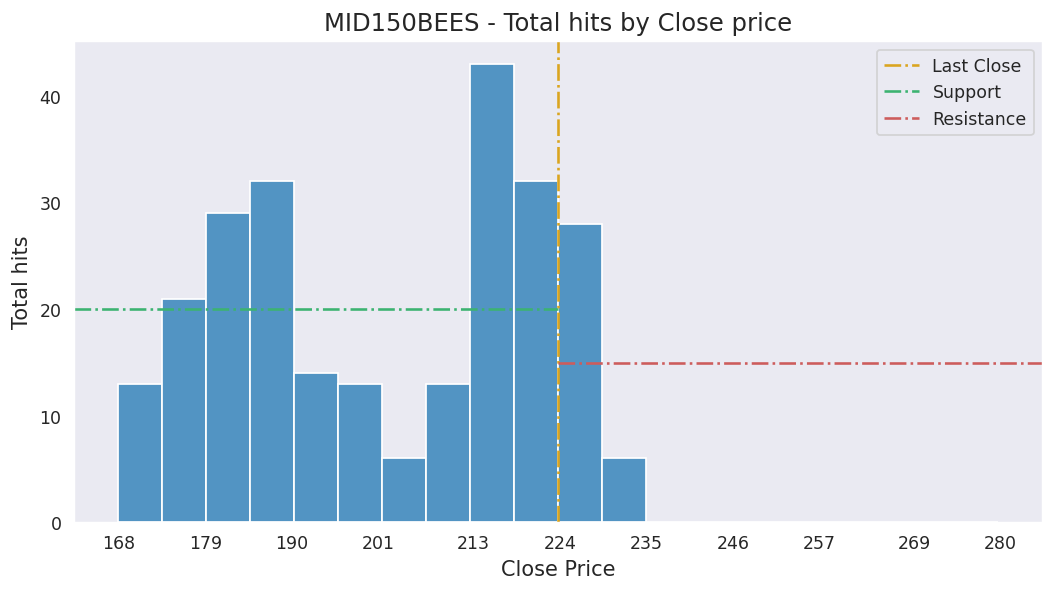 MID150BEES - Total hits by Close price
Last Close
Support
Resistance
Total hits
40
30
20
10
0
168 179 190 201 213 224 235 246 257 269 280
Close Price